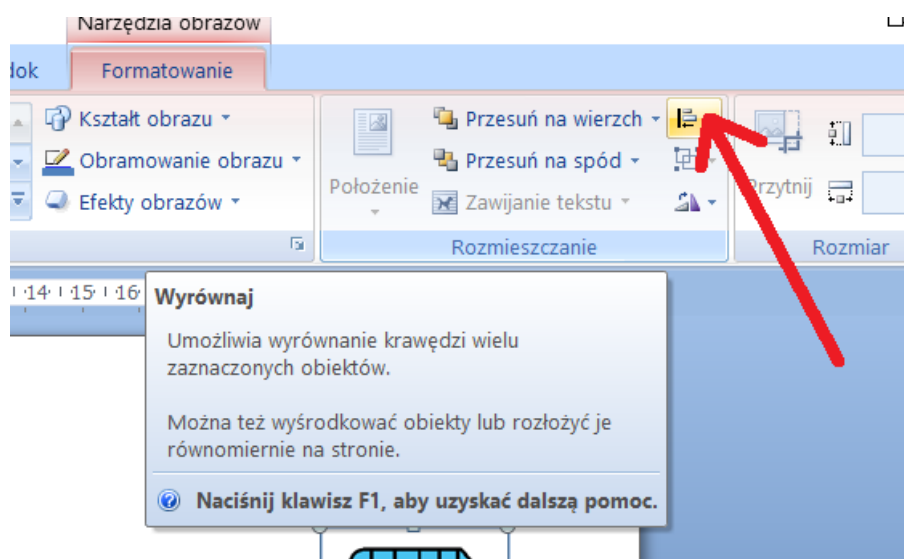 Narzędzia obrazów
dok Formatowanie
Kształt obrazu
Obramowanie obrazu
Efekty obrazów
Położenie
Przesuń na wierzch
Przesuń na spód
Zawijanie tekstu
Przytnij
Rozmieszczanie
Rozmiar
14 15 16
Wyrównaj
Umożliwia wyrównanie krawędzi wielu
zaznaczonych obiektów.
Można też wyśrodkować obiekty lub rozłożyć je
równomiernie na stronie.
Naciśnij klawisz F1, aby uzyskać dalszą pomoc.